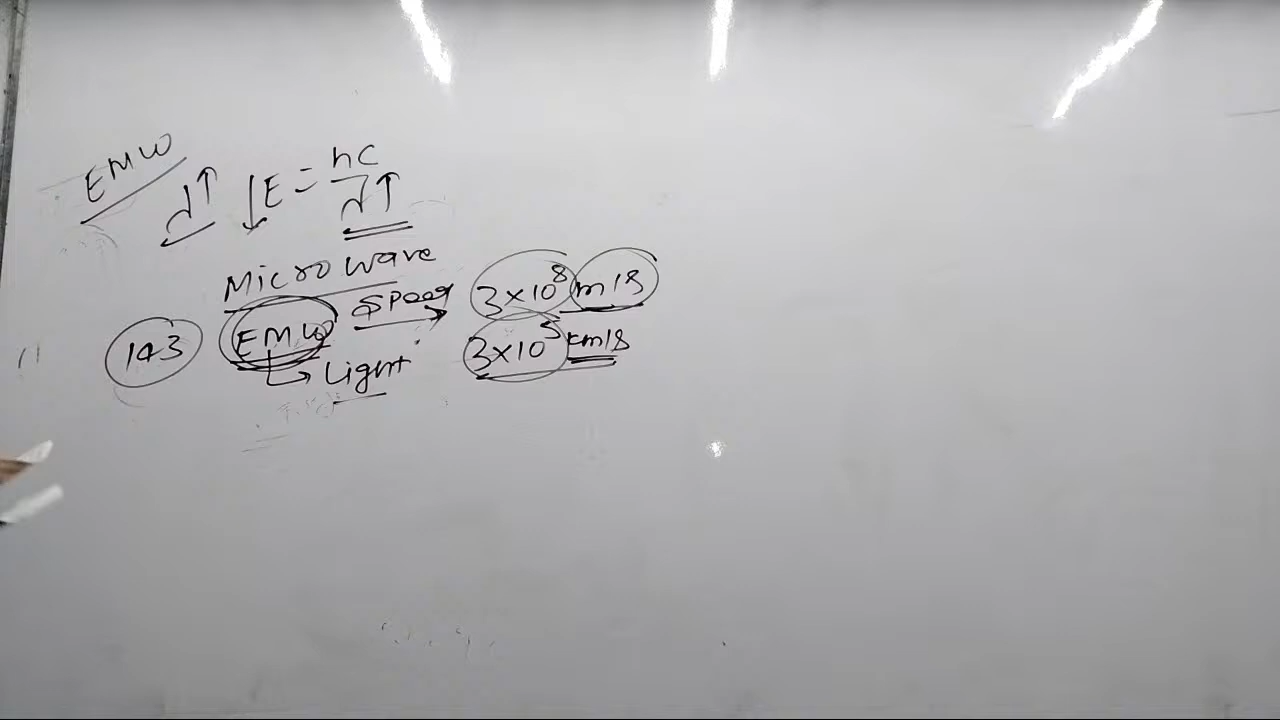 EMW
λ↑ ↓E = hc/λ↑
Microwave
speed → 3×10⁸ m/s
143 EMW 3×10⁵ km/s
↳ Light